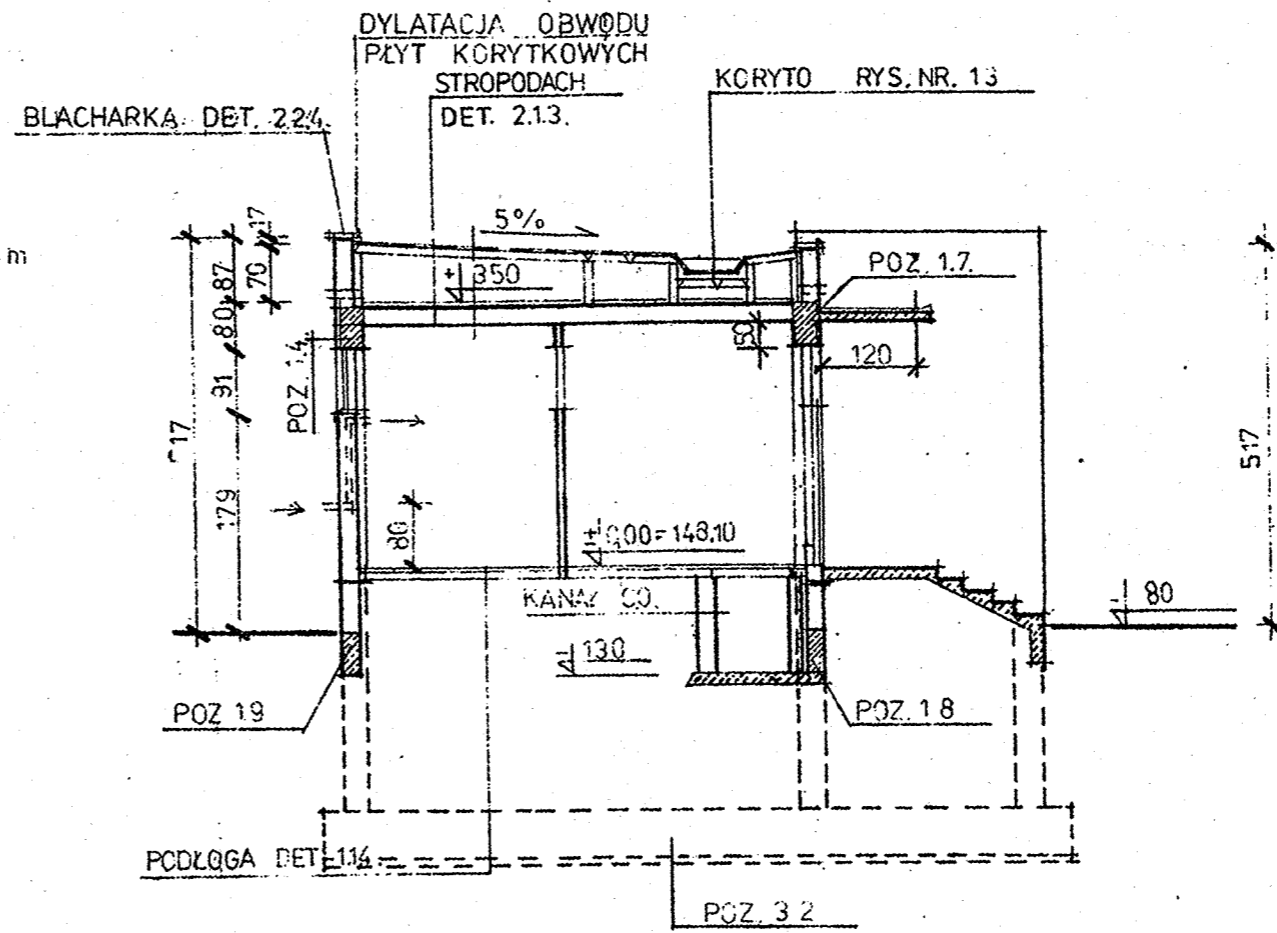 DYLATACJA OBWODU
PŁYT KORYTKOWYCH
STROPODACH
DET. 2.1.3.
KORYTO RYS. NR. 13
BLACHARKA DET. 2.2.4.
m
5%
17
87
70
80
91
179
517
+350
POZ. 1.7.
POZ. 1.4
50
120
80
±0,00=148,10
KANAŁ CO.
-130
-80
517
POZ 1.9
POZ. 1.8
PODŁOGA DET. 1.14.
POZ. 3.2